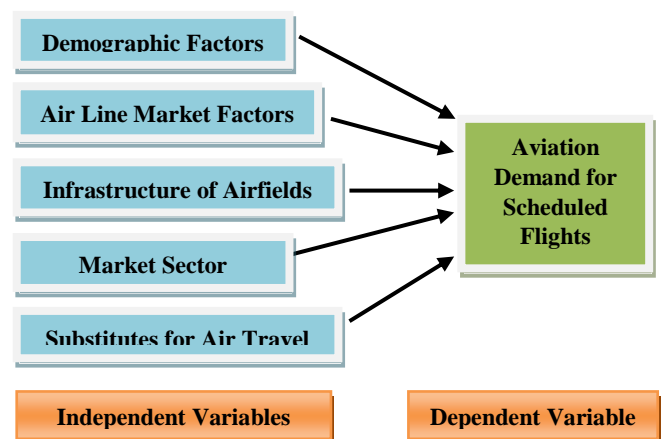 Demographic Factors
Air Line Market Factors
Infrastructure of Airfields
Market Sector
Substitutes for Air Travel
Aviation
Demand for
Scheduled
Flights
Independent Variables
Dependent Variable